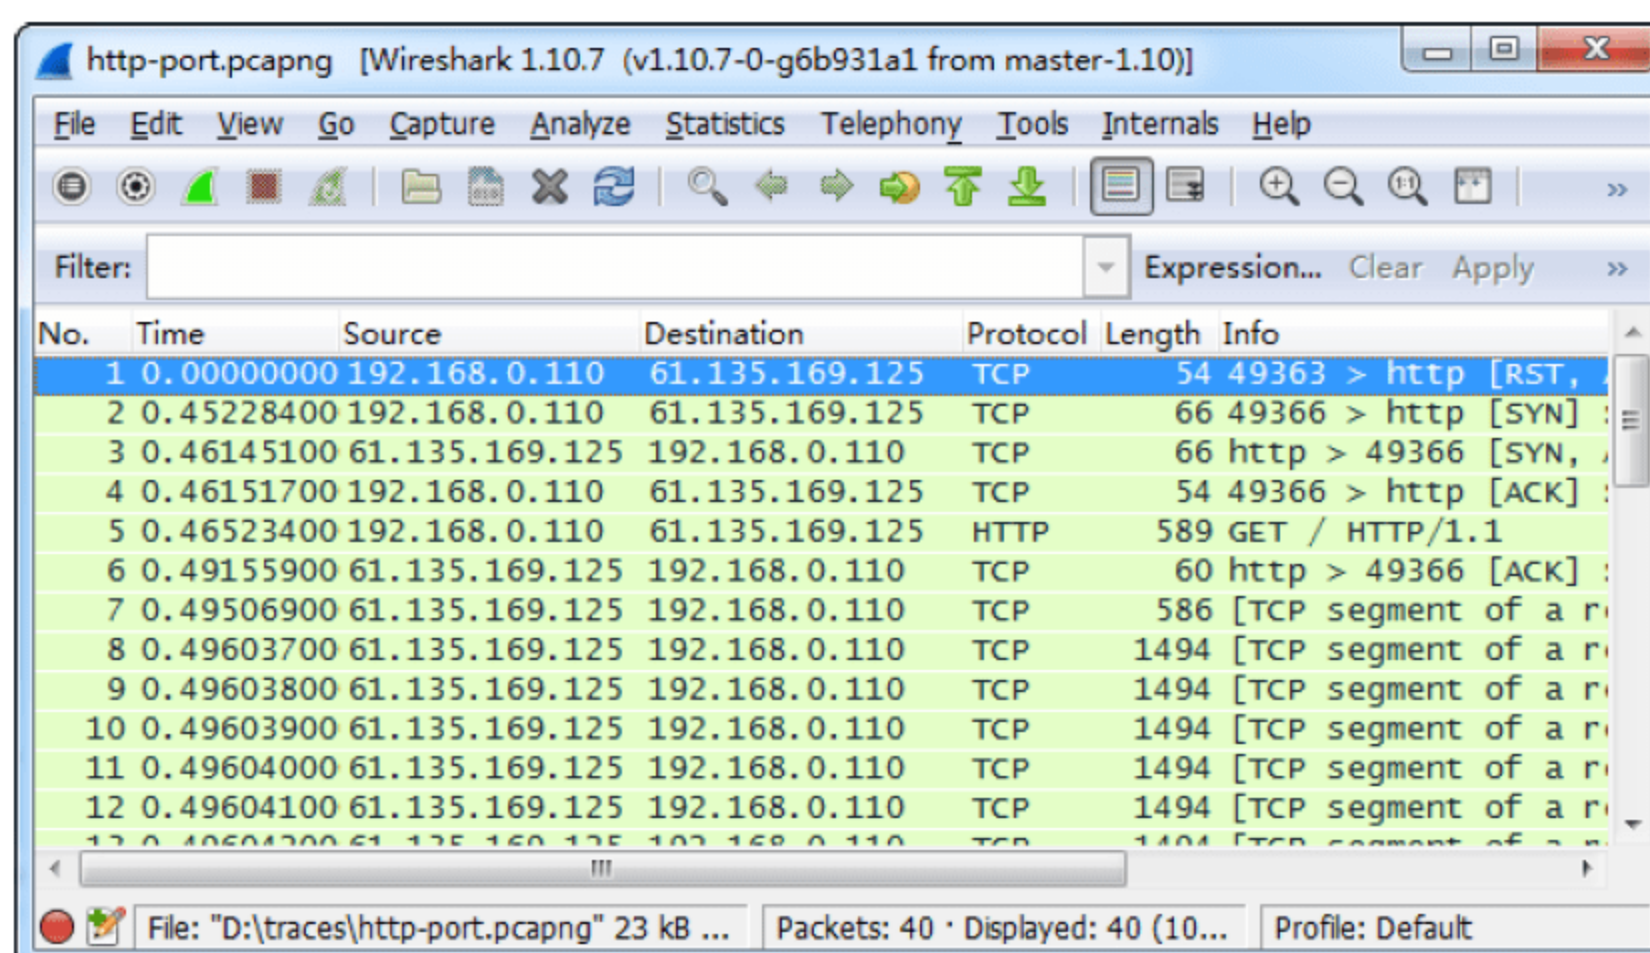 http-port.pcapng [Wireshark 1.10.7 (v1.10.7-0-g6b931a1 from master-1.10)]
File Edit View Go Capture Analyze Statistics Telephony Tools Internals Help
Filter: Expression... Clear Apply
No. Time Source Destination Protocol Length Info
1 0.00000000 192.168.0.110 61.135.169.125 TCP 54 49363 > http [RST,
2 0.45228400 192.168.0.110 61.135.169.125 TCP 66 49366 > http [SYN]
3 0.46145100 61.135.169.125 192.168.0.110 TCP 66 http > 49366 [SYN,
4 0.46151700 192.168.0.110 61.135.169.125 TCP 54 49366 > http [ACK]
5 0.46523400 192.168.0.110 61.135.169.125 HTTP 589 GET / HTTP/1.1
6 0.49155900 61.135.169.125 192.168.0.110 TCP 60 http > 49366 [ACK]
7 0.49506900 61.135.169.125 192.168.0.110 TCP 586 [TCP segment of a r
8 0.49603700 61.135.169.125 192.168.0.110 TCP 1494 [TCP segment of a r
9 0.49603800 61.135.169.125 192.168.0.110 TCP 1494 [TCP segment of a r
10 0.49603900 61.135.169.125 192.168.0.110 TCP 1494 [TCP segment of a r
11 0.49604000 61.135.169.125 192.168.0.110 TCP 1494 [TCP segment of a r
12 0.49604100 61.135.169.125 192.168.0.110 TCP 1494 [TCP segment of a r
File: "D:\traces\http-port.pcapng" 23 kB ... Packets: 40 · Displayed: 40 (10... Profile: Default